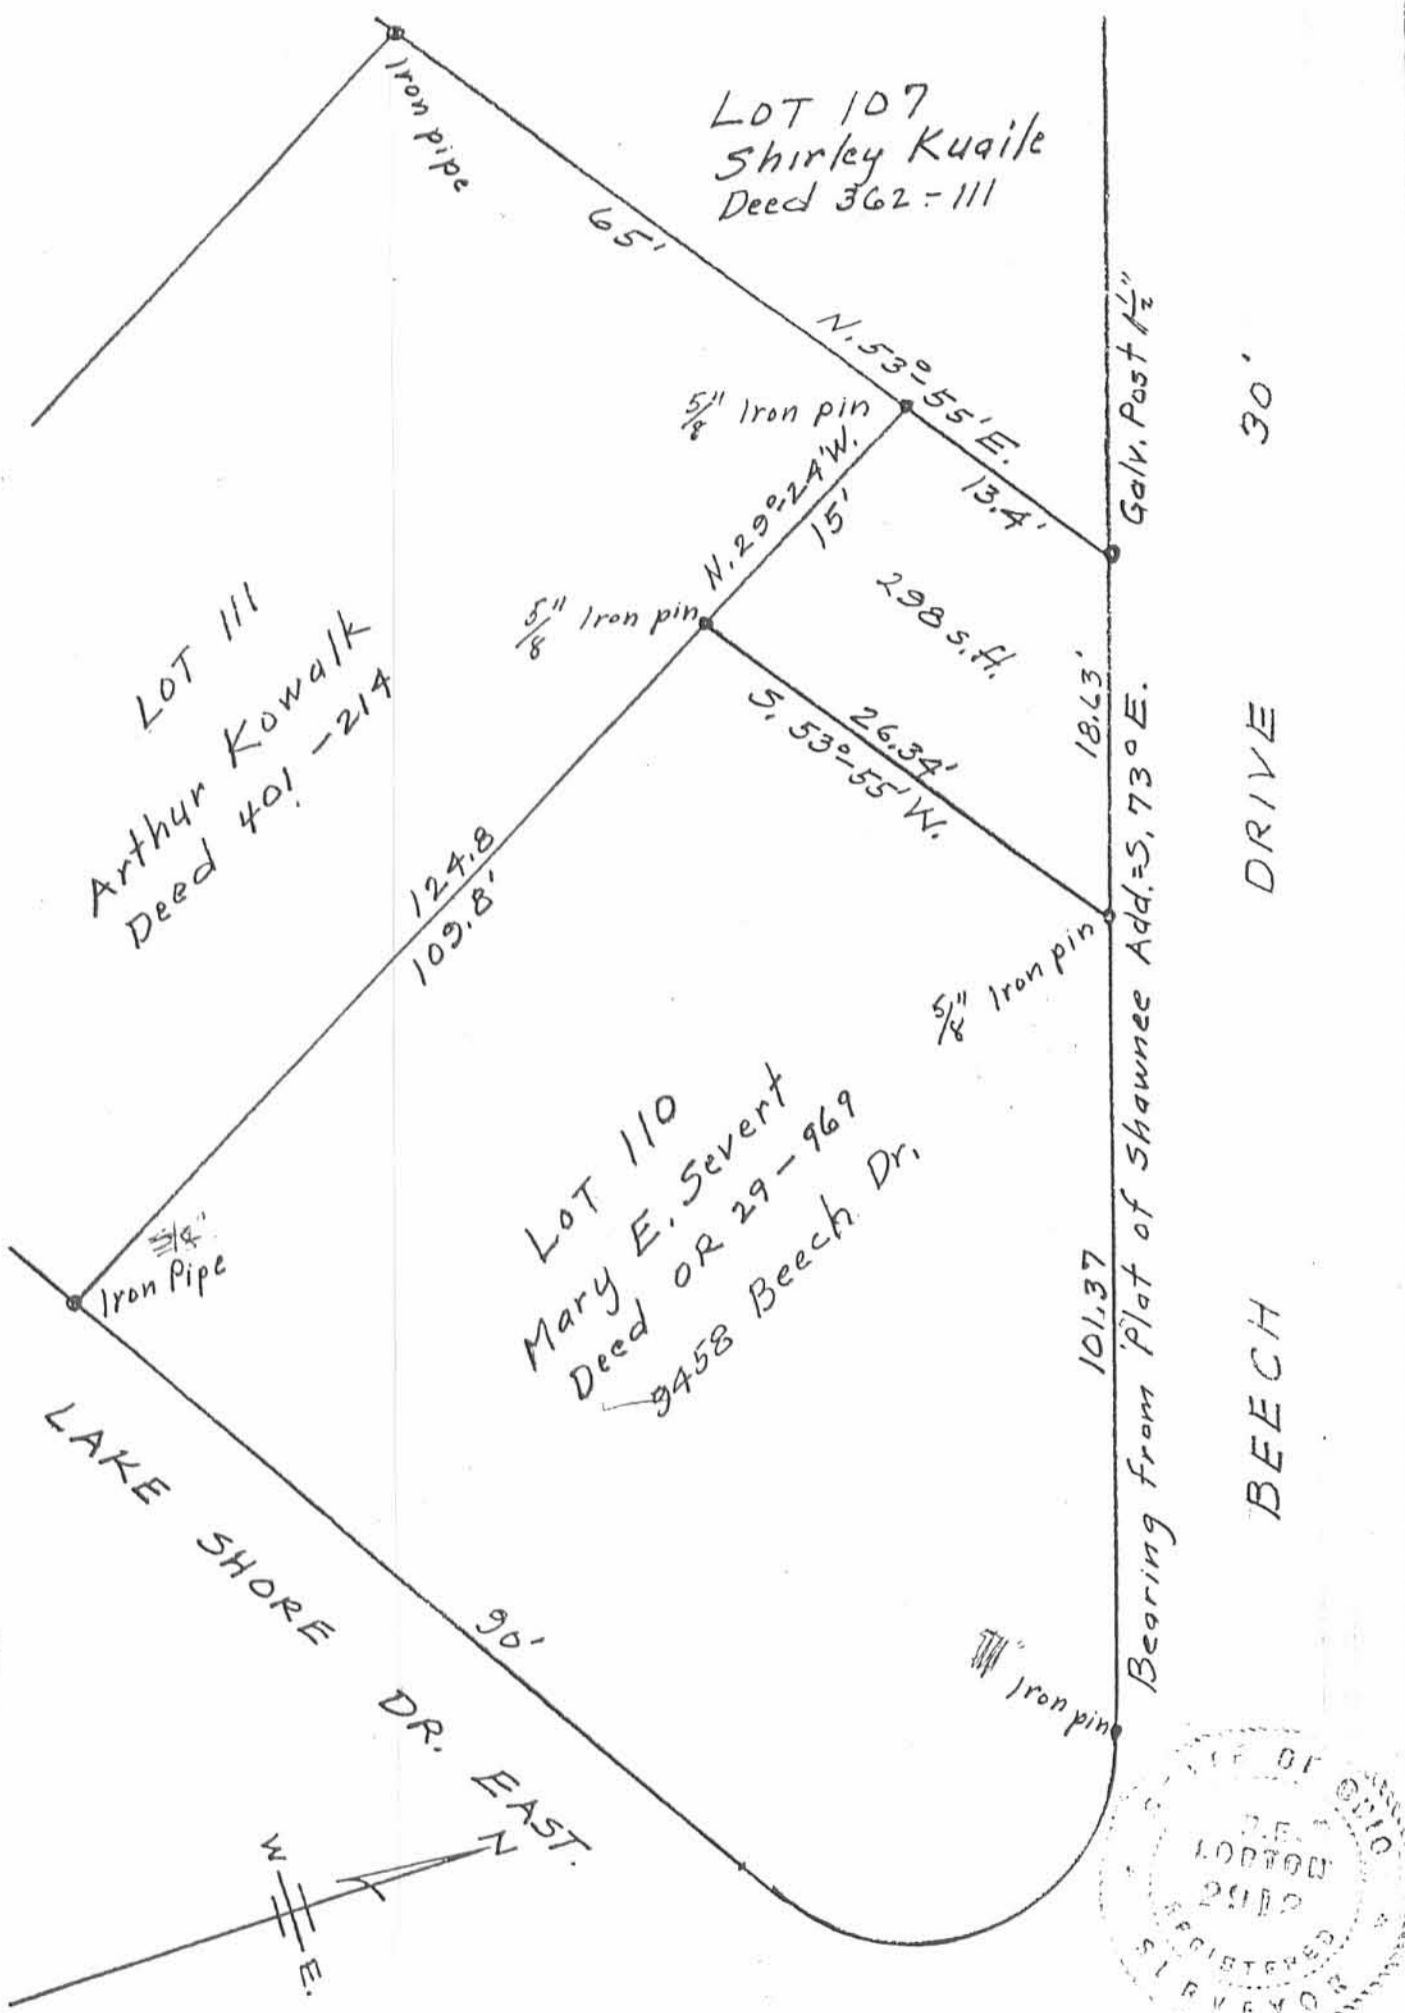 Iron pipe
LOT 107
Shirley Kuaile
Deed 362-111
65'
N. 53°-55' E.
13.4'
Galv. Post 1½"
30'
5/8" Iron pin
N. 29°-24' W.
15'
5/8" Iron pin
298 s.ft.
LOT 111
Arthur Kowalk
Deed 401-214
26.34'
S. 53°-55' W.
18.63'
124.8
109.8'
5/8" Iron pin
Iron Pipe
LOT 110
Mary E. Severt
Deed OR 29-969
9458 Beech Dr.
101.37
Bearing from Plat of Shawnee Add.=S. 73° E.
BEECH DRIVE
LAKE SHORE DR. EAST.
90'
Iron pin
N
W
E.
OF OHIO
LOFTON
REGISTERED
SURVEYOR